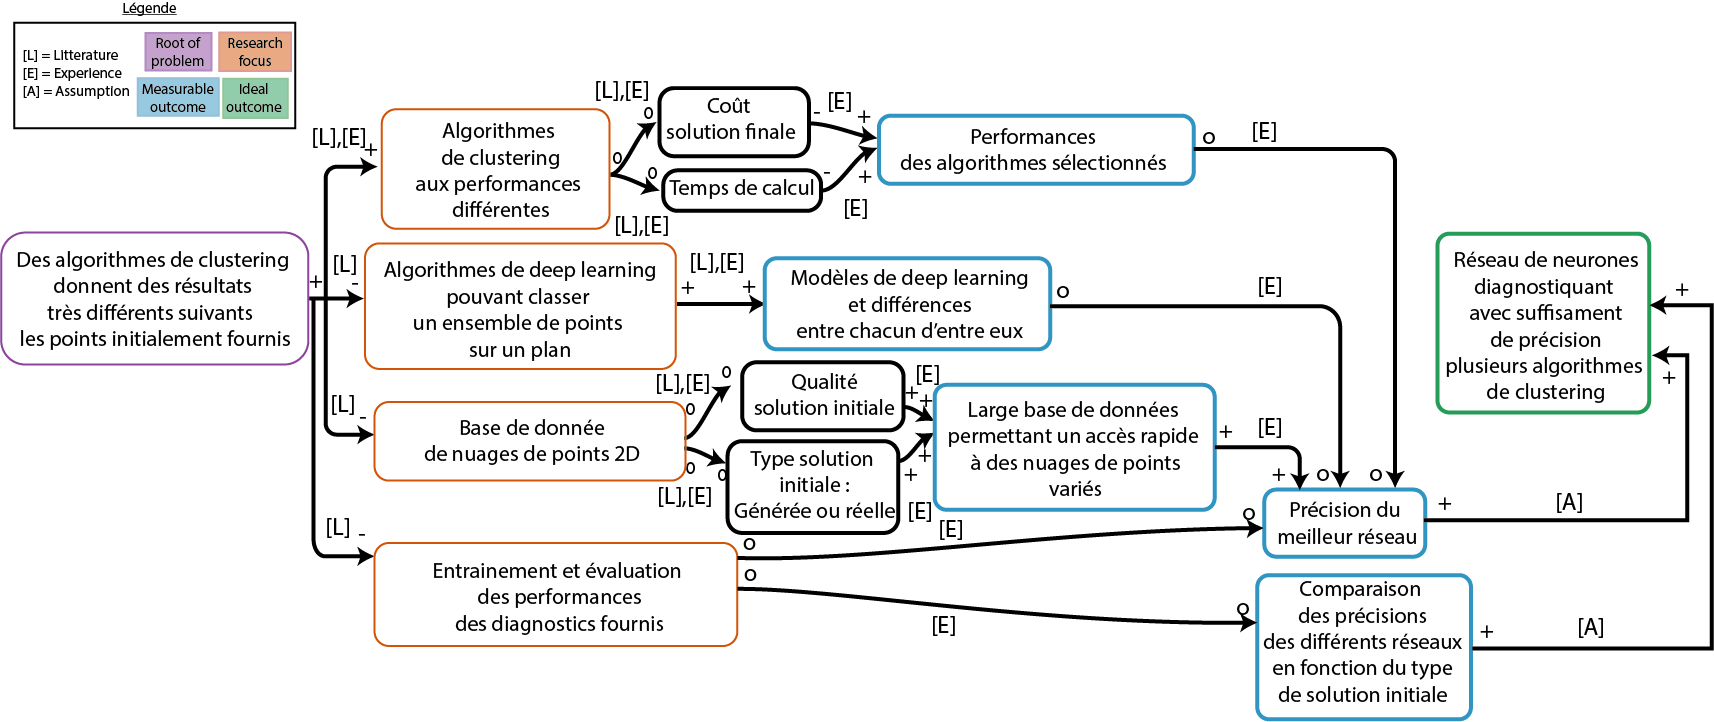 Légende
[L] = Litterature
[E] = Experience
[A] = Assumption
Root of
problem
Research
focus
Measurable
outcome
Ideal
outcome
Des algorithmes de clustering
donnent des résultats
très différents suivants
les points initialement fournis
+
[L],[E]
+
[L]
-
[L]
-
[L]
-
Algorithmes
de clustering
aux performances
différentes
[L],[E]
o
o
o
[L],[E]
Coût
solution finale
Temps de calcul
-
[E]
+
-
+
[E]
Performances
des algorithmes sélectionnés
o
[E]
Algorithmes de deep learning
pouvant classer
un ensemble de points
sur un plan
[L],[E]
+
+
Modèles de deep learning
et différences
entre chacun d'entre eux
o
[E]
Base de donnée
de nuages de points 2D
[L],[E]
o
o
o
o
[L],[E]
Qualité
solution initiale
Type solution
initiale :
Générée ou réelle
[E]
+
+
+
+
[E]
Large base de données
permettant un accès rapide
à des nuages de points
variés
+
[E]
+
o
o
Entrainement et évaluation
des performances
des diagnostics fournis
o
[E]
o
o
[E]
o
Précision du
meilleur réseau
+
[A]
+
Comparaison
des précisions
des différents réseaux
en fonction du type
de solution initiale
+
[A]
+
Réseau de neurones
diagnostiquant
avec suffisament
de précision
plusieurs algorithmes
de clustering